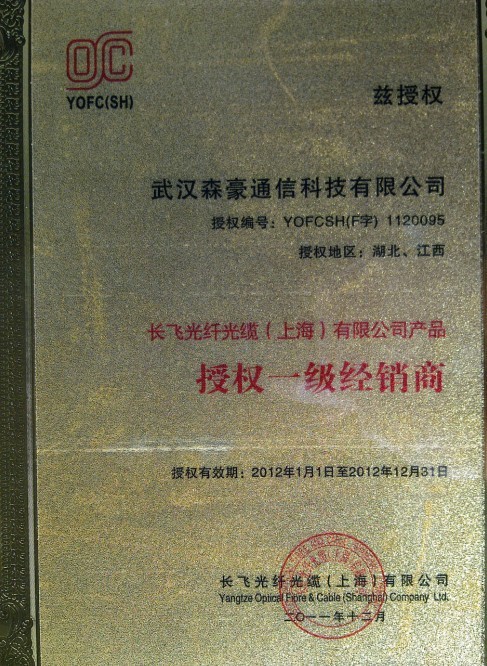 YOFC(SH)
兹授权
武汉森豪通信科技有限公司
授权编号：YOFCSH(F字) 1120095
授权地区：湖北、江西
长飞光纤光缆（上海）有限公司产品
授权一级经销商
授权有效期：2012年1月1日至2012年12月31日
长飞光纤光缆（上海）有限公司
Yangtze Optical Fibre & Cable (Shanghai) Company Ltd.
二〇一一年十二月